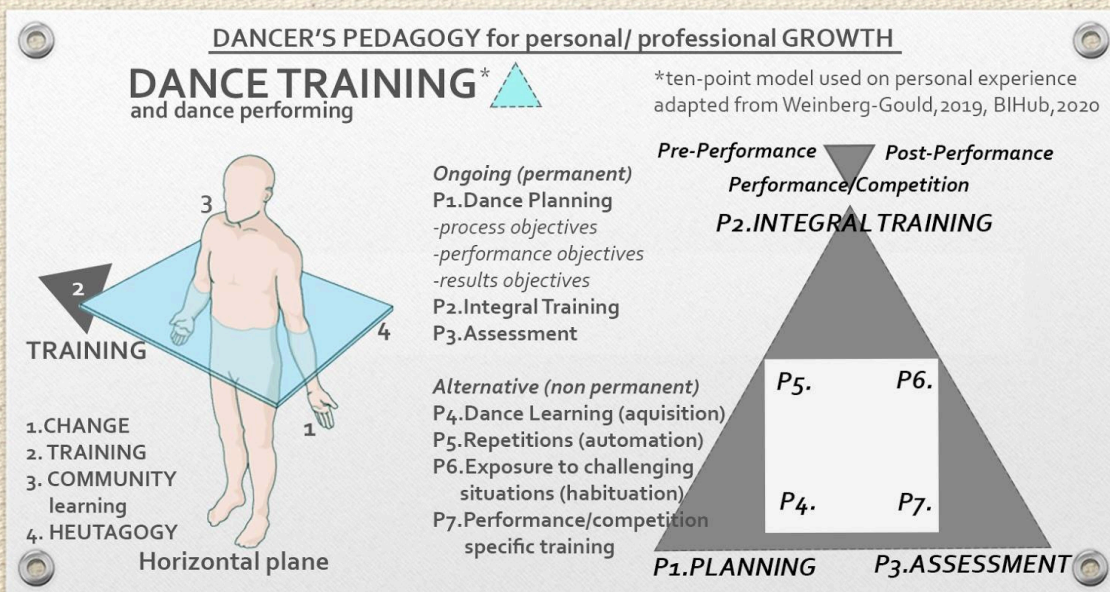 DANCER'S PEDAGOGY for personal/ professional GROWTH
DANCE TRAINING*
and dance performing
*ten-point model used on personal experience
adapted from Weinberg-Gould,2019, BIHub,2020
3
2
TRAINING
4
1
1.CHANGE
2. TRAINING
3. COMMUNITY
learning
4. HEUTAGOGY
Horizontal plane
Ongoing (permanent)
P1.Dance Planning
-process objectives
-performance objectives
-results objectives
P2.Integral Training
P3.Assessment
Alternative (non permanent)
P4.Dance Learning (aquisition)
P5.Repetitions (automation)
P6.Exposure to challenging
situations (habituation)
P7.Performance/competition
specific training
Pre-Performance Post-Performance
Performance/Competition
P2.INTEGRAL TRAINING
P5. P6.
P4. P7.
P1.PLANNING P3.ASSESSMENT